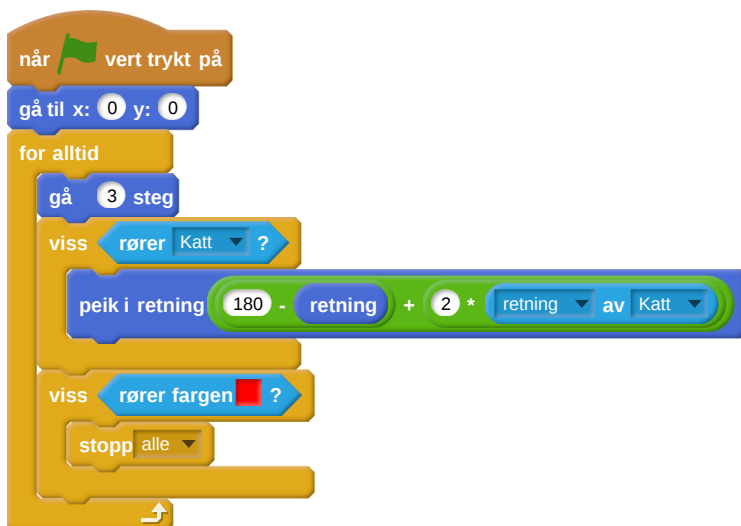 når vert trykt på
gå til x: 0 y: 0
for alltid
gå 3 steg
viss rører Katt ?
peik i retning 180 - retning + 2 * retning av Katt
viss rører fargen ?
stopp alle